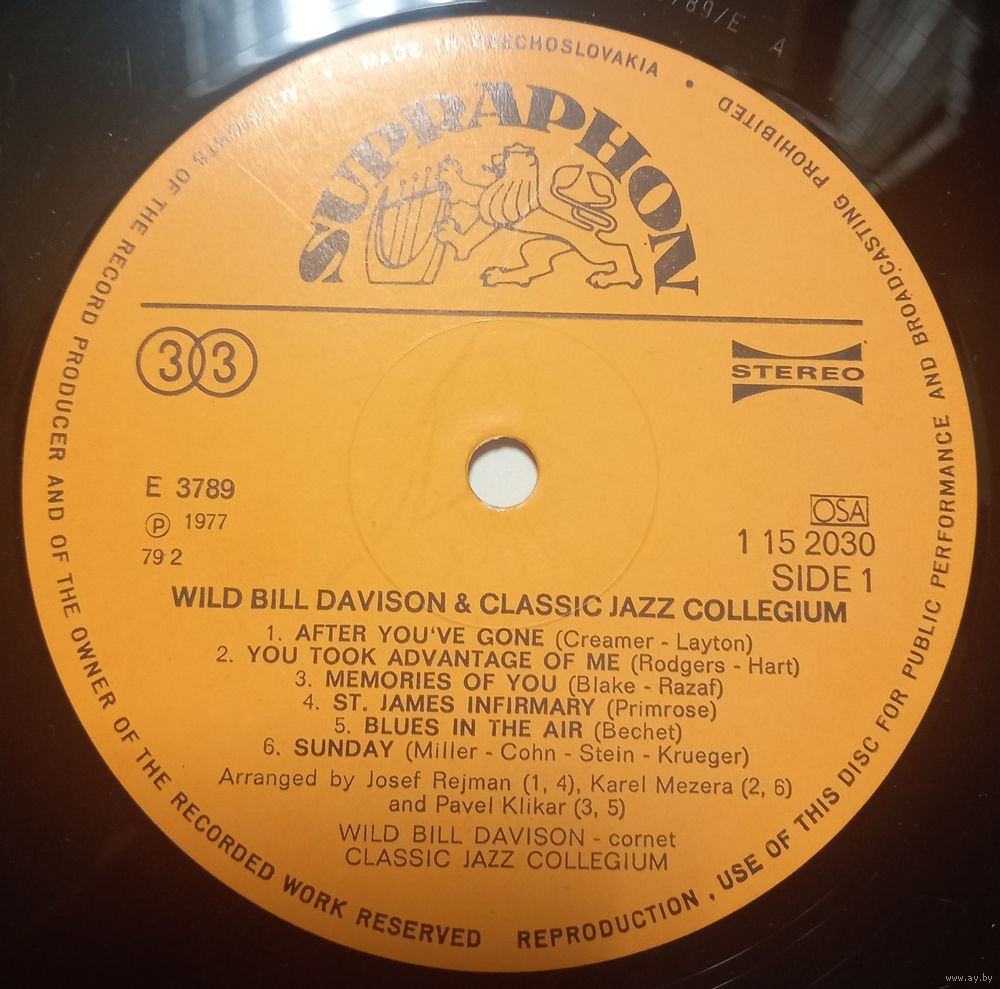 789/E A
MADE IN CZECHOSLOVAKIA
OF THE RECORD PRODUCER AND OF THE OWNER OF THE RECORDED WORK RESERVED
REPRODUCTION, USE OF THIS DISC FOR PUBLIC PERFORMANCE AND BROADCASTING PROHIBITED
SUPRAPHON
33
STEREO
E 3789
Ⓟ 1977
79 2
OSA
1 15 2030
SIDE 1
WILD BILL DAVISON & CLASSIC JAZZ COLLEGIUM
1. AFTER YOU'VE GONE (Creamer - Layton)
2. YOU TOOK ADVANTAGE OF ME (Rodgers - Hart)
3. MEMORIES OF YOU (Blake - Razaf)
4. ST. JAMES INFIRMARY (Primrose)
5. BLUES IN THE AIR (Bechet)
6. SUNDAY (Miller - Cohn - Stein - Krueger)
Arranged by Josef Rejman (1, 4), Karel Mezera (2, 6)
and Pavel Klikar (3, 5)
WILD BILL DAVISON - cornet
CLASSIC JAZZ COLLEGIUM
www.ay.by